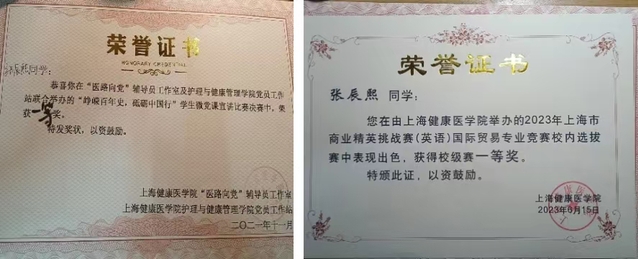 荣誉证书
HONORARY CREDENTIAL
同学:
恭喜你在“医路向党”辅导员工作室及护理与健康管理学院党员工作
站联合举办的“峥嵘百年史，砥砺中国行”学生微党课宣讲比赛决赛中，荣
获一等奖。
特发奖状，以资鼓励。
上海健康医学院“医路向党”辅导员工作室
上海健康医学院护理与健康管理学院党员工作站
二〇二一年十一月
荣誉证书
张辰熙 同学：
您在由上海健康医学院举办的2023年上海市
商业精英挑战赛(英语)国际贸易专业竞赛校内选拔
赛中表现出色，获得校级赛一等奖。
特颁此证，以资鼓励。
上海健康医学院
2023年6月15日